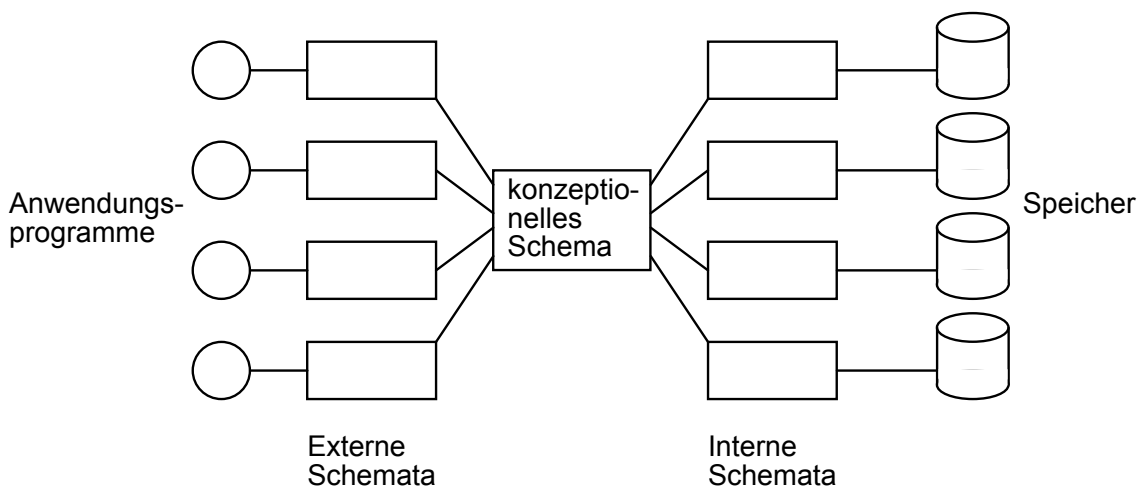 Anwendungs-
programme
konzeptio-
nelles
Schema
Speicher
Externe
Schemata
Interne
Schemata